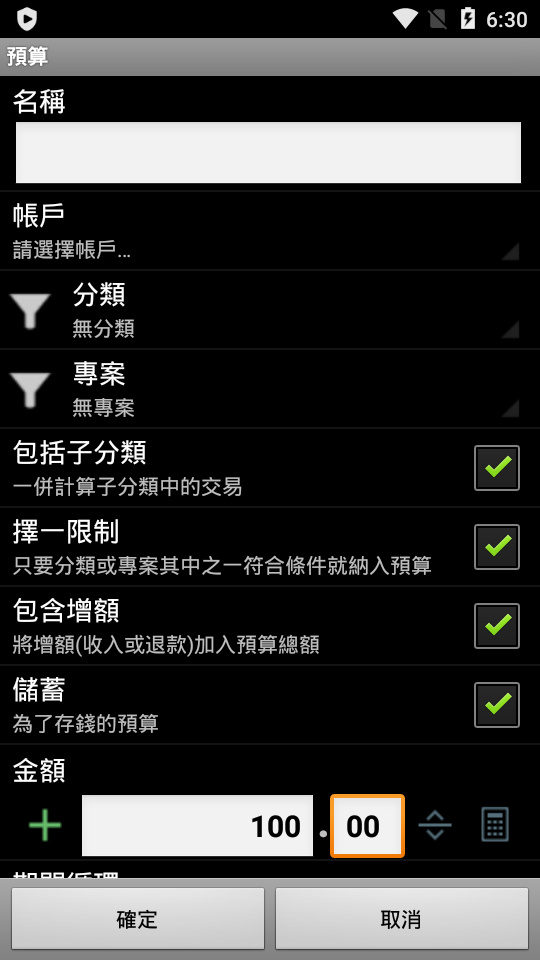 6:30
預算
名稱
帳戶
請選擇帳戶...
分類
無分類
專案
無專案
包括子分類
一併計算子分類中的交易
擇一限制
只要分類或專案其中之一符合條件就納入預算
包含增額
將增額(收入或退款)加入預算總額
儲蓄
為了存錢的預算
金額
100 . 00
確定
取消